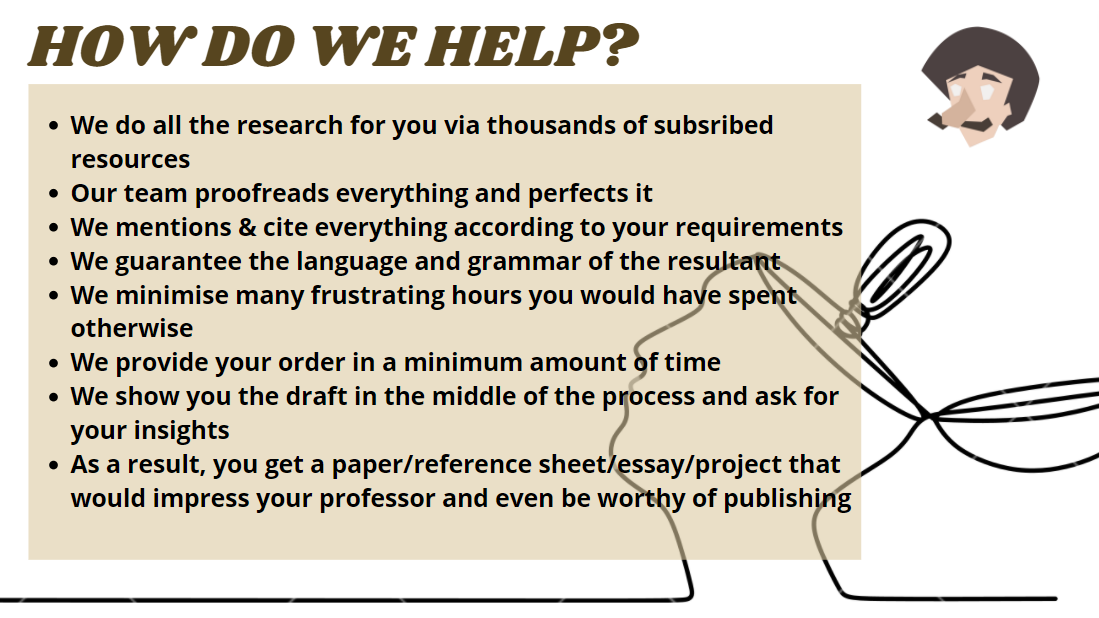 HOW DO WE HELP?
• We do all the research for you via thousands of subsribed
resources
• Our team proofreads everything and perfects it
• We mentions & cite everything according to your requirements
• We guarantee the language and grammar of the resultant
• We minimise many frustrating hours you would have spent
otherwise
• We provide your order in a minimum amount of time
• We show you the draft in the middle of the process and ask for
your insights
• As a result, you get a paper/reference sheet/essay/project that
would impress your professor and even be worthy of publishing